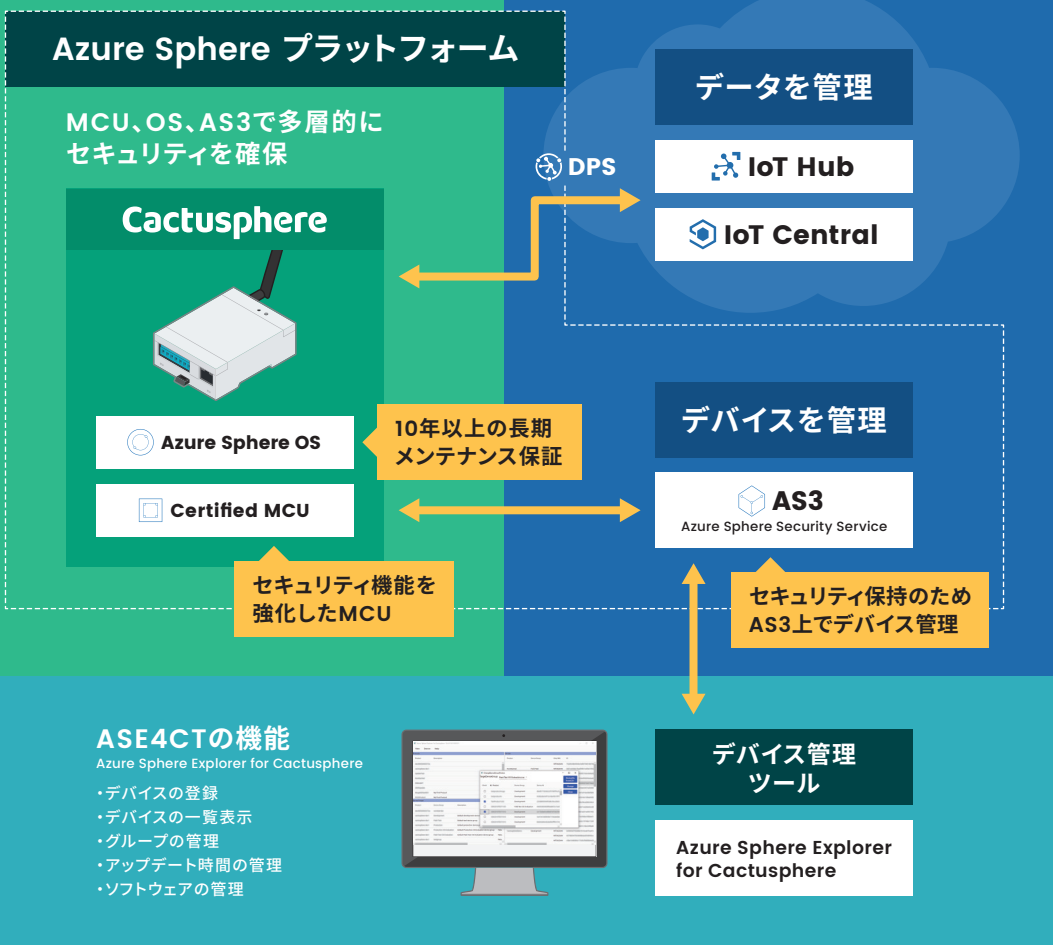 Azure Sphere プラットフォーム
MCU、OS、AS3で多層的に
セキュリティを確保
Cactusphere
Azure Sphere OS
Certified MCU
10年以上の長期
メンテナンス保証
セキュリティ機能を
強化したMCU
DPS
データを管理
IoT Hub
IoT Central
デバイスを管理
AS3
Azure Sphere Security Service
セキュリティ保持のため
AS3上でデバイス管理
ASE4CTの機能
Azure Sphere Explorer for Cactusphere
・デバイスの登録
・デバイスの一覧表示
・グループの管理
・アップデート時間の管理
・ソフトウェアの管理
デバイス管理
ツール
Azure Sphere Explorer
for Cactusphere